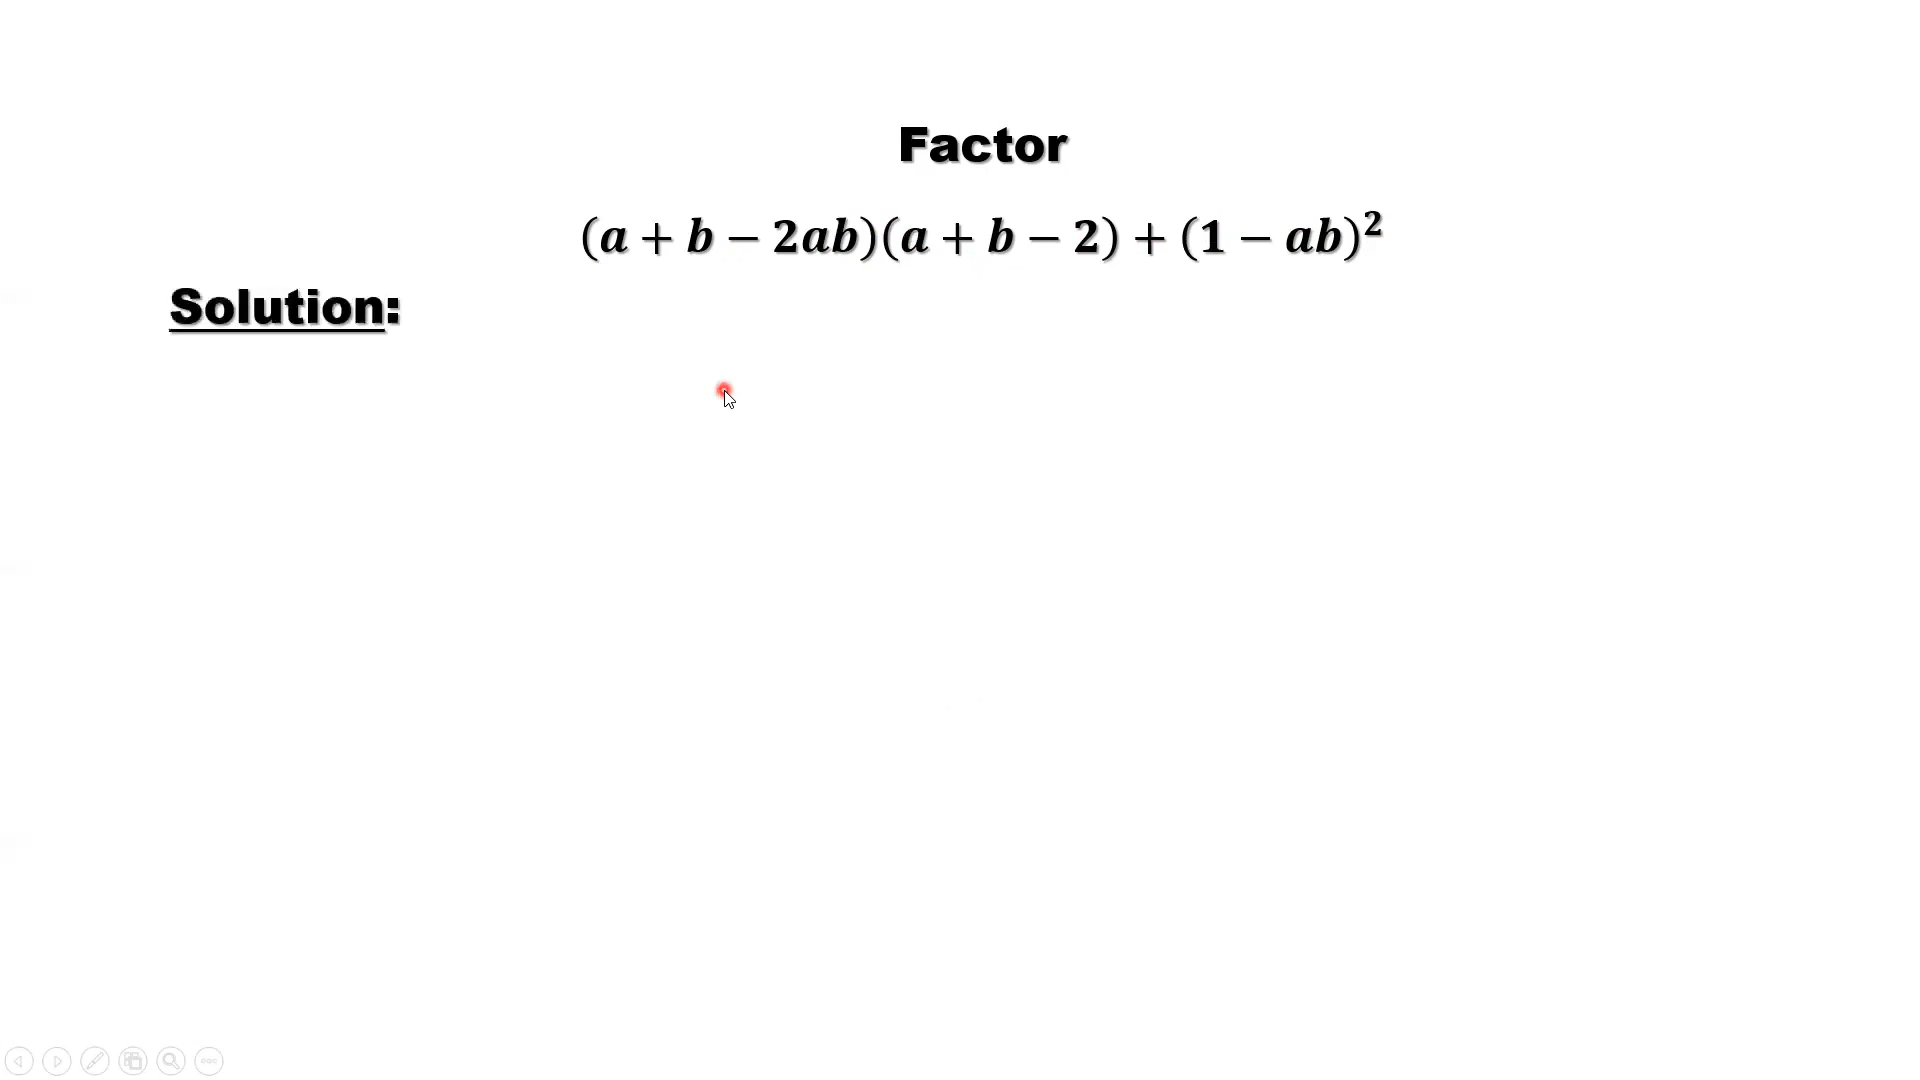 Factor
(a + b − 2ab)(a + b − 2) + (1 − ab)²
Solution: